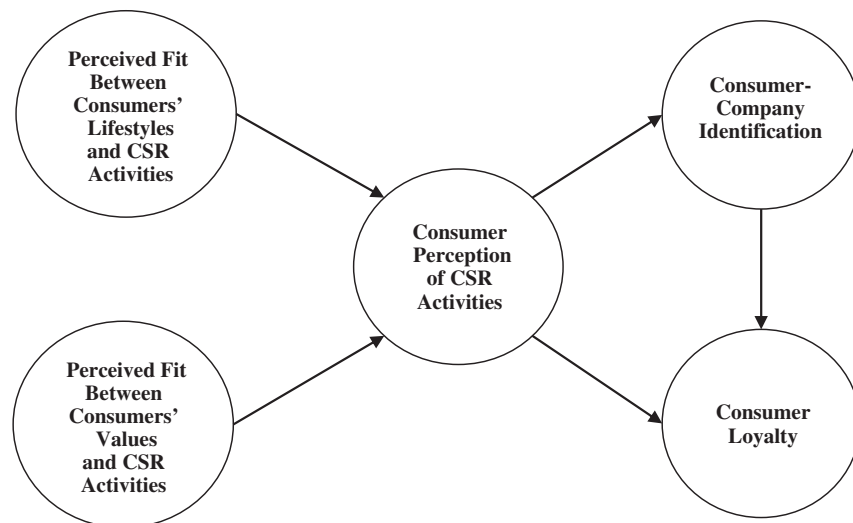 Perceived Fit
Between
Consumers’
Lifestyles
and CSR
Activities
Consumer-
Company
Identification
Consumer
Perception
of CSR
Activities
Perceived Fit
Between
Consumers’
Values
and CSR
Activities
Consumer
Loyalty